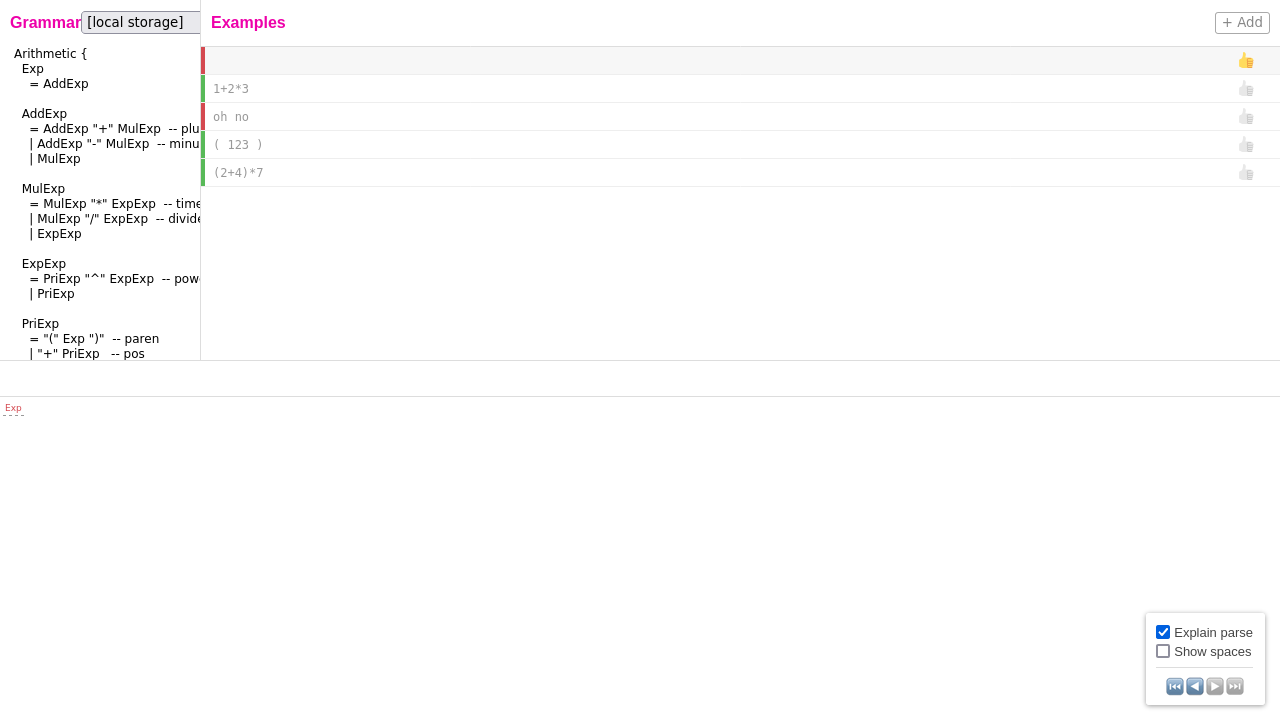 Grammar
[local storage]
Examples
+ Add
Arithmetic {
Exp
= AddExp
AddExp
= AddExp "+" MulExp -- plu
| AddExp "-" MulExp -- minu
| MulExp
MulExp
= MulExp "*" ExpExp -- time
| MulExp "/" ExpExp -- divide
| ExpExp
ExpExp
= PriExp "^" ExpExp -- pow
| PriExp
PriExp
= "(" Exp ")" -- paren
| "+" PriExp -- pos
1+2*3
oh no
( 123 )
(2+4)*7
Exp
Explain parse
Show spaces